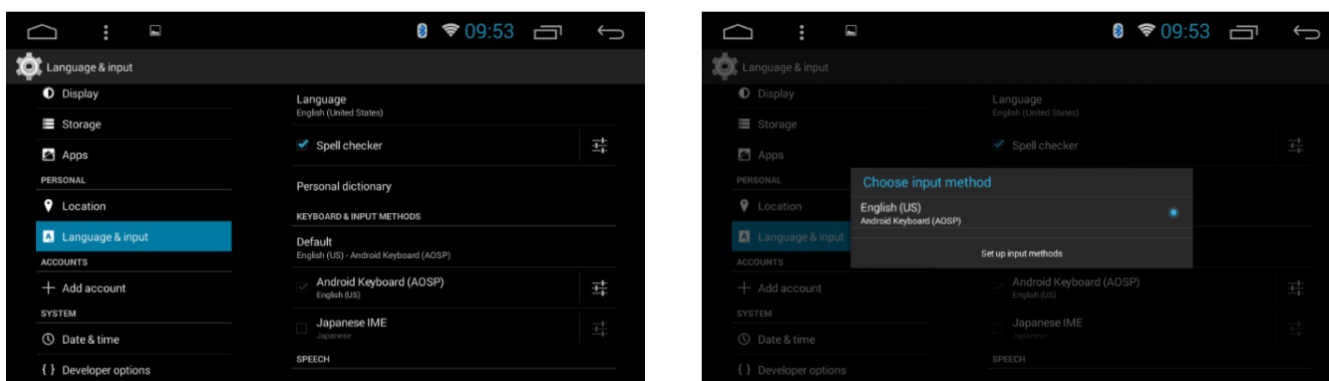 09:53
Language & input
Display
Storage
Apps
PERSONAL
Location
Language & input
ACCOUNTS
Add account
SYSTEM
Date & time
{ } Developer options
Language
English (United States)
Spell checker
Personal dictionary
KEYBOARD & INPUT METHODS
Default
English (US) - Android Keyboard (AOSP)
Android Keyboard (AOSP)
English (US)
Japanese IME
Japanese
SPEECH
09:53
Language & input
Display
Storage
Apps
PERSONAL
Location
Language & input
ACCOUNTS
Add account
SYSTEM
Date & time
{ } Developer options
Language
English (United States)
Spell checker
Choose input method
English (US)
Android Keyboard (AOSP)
Set up input methods
Android Keyboard (AOSP)
English (US)
Japanese IME
Japanese
SPEECH